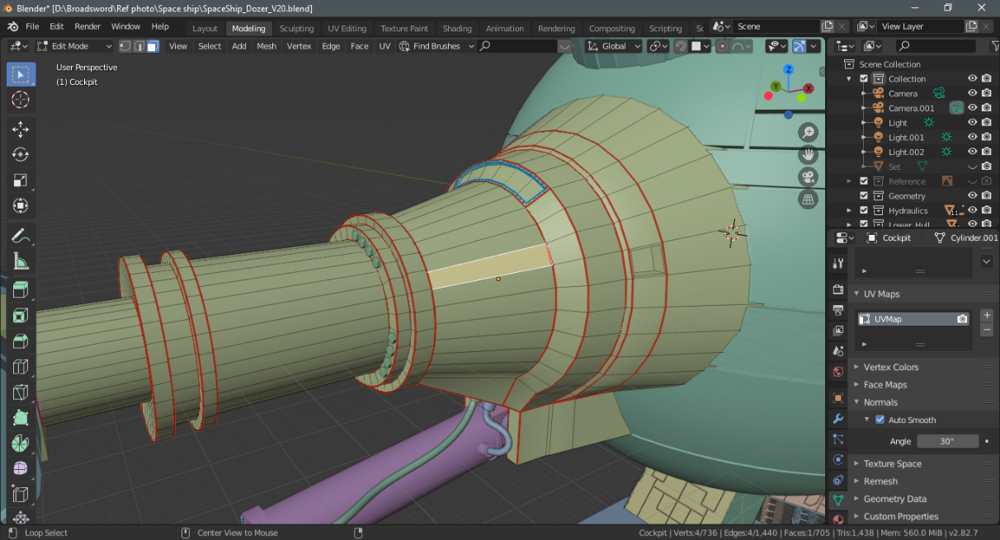 Blender* [D:\Broadsword\Ref photo\Space ship\SpaceShip_Dozer_V20.blend]
File Edit Render Window Help Layout Modeling Sculpting UV Editing Texture Paint Shading Animation Rendering Compositing Scripting Sc Scene View Layer
Edit Mode View Select Add Mesh Vertex Edge Face UV Find Brushes Global
User Perspective
(1) Cockpit
Z
Y
X
Scene Collection
Collection
Camera
Camera.001
Light
Light.001
Light.002
Set
Reference
Geometry
Hydraulics 11
Lower_Hull
Cockpit Cylinder.001
UV Maps
UVMap
Vertex Colors
Face Maps
Normals
Auto Smooth
Angle 30°
Texture Space
Remesh
Geometry Data
Custom Properties
Loop Select Center View to Mouse Cockpit | Verts:4/736 | Edges:4/1,440 | Faces:1/705 | Tris:1,438 | Mem: 560.0 MiB | v2.82.7